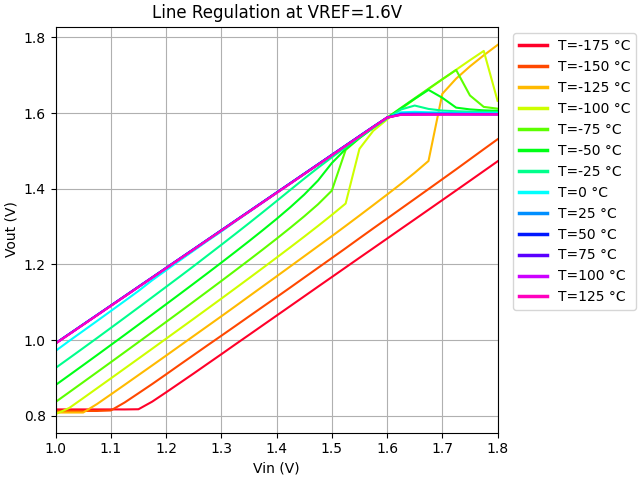 Line Regulation at VREF=1.6V
Vout (V)
1.8
1.6
1.4
1.2
1.0
0.8
1.0 1.1 1.2 1.3 1.4 1.5 1.6 1.7 1.8
Vin (V)
T=-175 °C
T=-150 °C
T=-125 °C
T=-100 °C
T=-75 °C
T=-50 °C
T=-25 °C
T=0 °C
T=25 °C
T=50 °C
T=75 °C
T=100 °C
T=125 °C